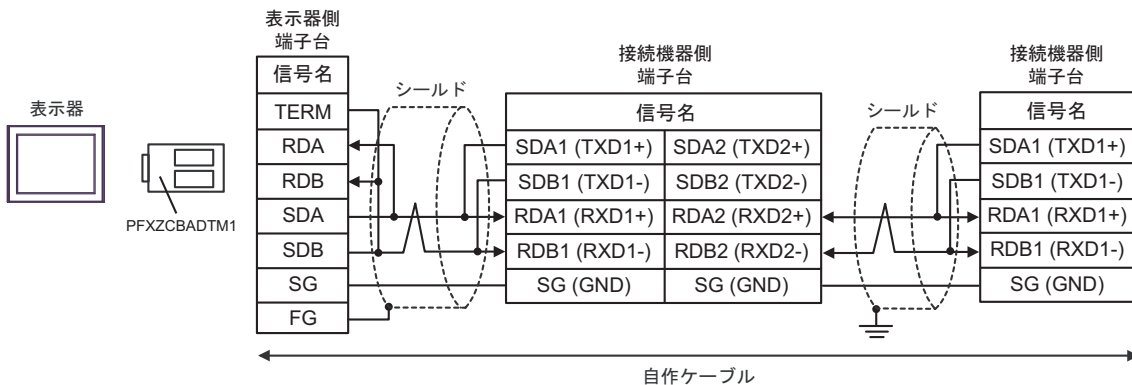 表示器
PFXZCBADTM1
表示器側
端子台
信号名
TERM
RDA
RDB
SDA
SDB
SG
FG
シールド
接続機器側
端子台
信号名
SDA1 (TXD1+) SDA2 (TXD2+)
SDB1 (TXD1-) SDB2 (TXD2-)
RDA1 (RXD1+) RDA2 (RXD2+)
RDB1 (RXD1-) RDB2 (RXD2-)
SG (GND) SG (GND)
シールド
接続機器側
端子台
信号名
SDA1 (TXD1+)
SDB1 (TXD1-)
RDA1 (RXD1+)
RDB1 (RXD1-)
SG (GND)
自作ケーブル